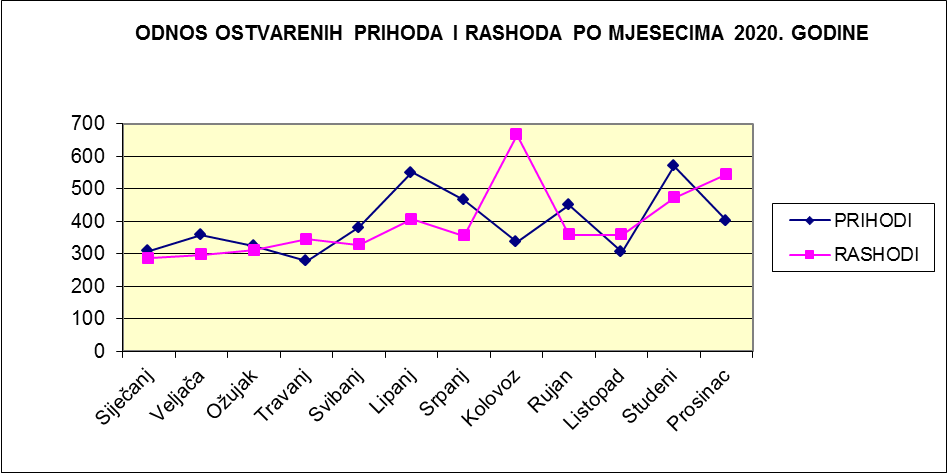 ODNOS OSTVARENIH PRIHODA I RASHODA PO MJESECIMA 2020. GODINE
700
600
500
400
300
200
100
0
Siječanj
Veljača
Ožujak
Travanj
Svibanj
Lipanj
Srpanj
Kolovoz
Rujan
Listopad
Studeni
Prosinac
PRIHODI
RASHODI